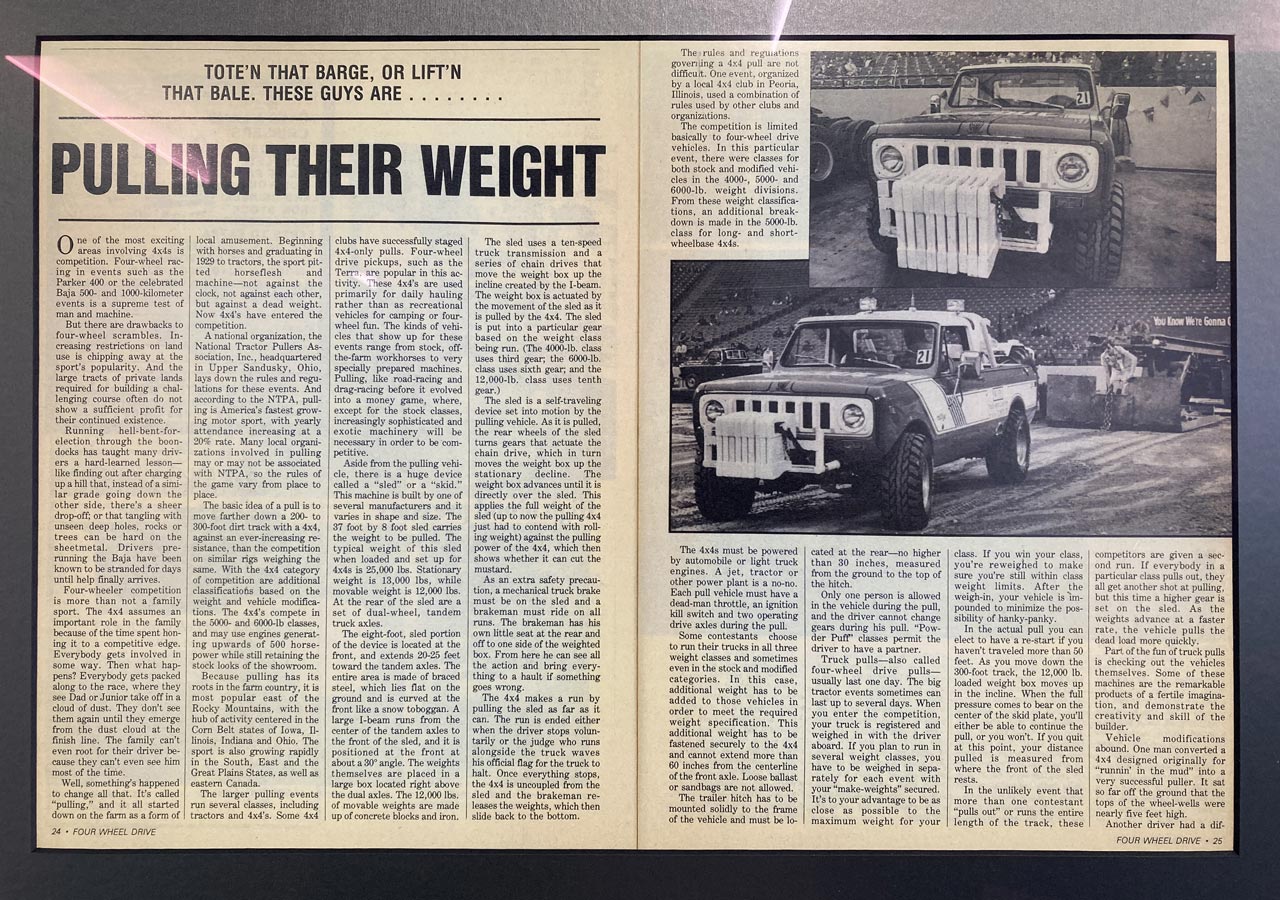 TOTE'N THAT BARGE, OR LIFT'N
THAT BALE. THESE GUYS ARE . . . . . . . .
PULLING THEIR WEIGHT
One of the most exciting
areas involving 4x4s is
competition. Four-wheel rac-
ing in events such as the
Parker 400 or the celebrated
Baja 500- and 1000-kilometer
events is a supreme test of
man and machine.
But there are drawbacks to
four-wheel scrambles. In-
creasing restrictions on land
use is chipping away at the
sport's popularity. And the
large tracts of private lands
required for building a chal-
lenging course often do not
show a sufficient profit for
their continued existence.
Running hell-bent-for-
election through the boon-
docks has taught many driv-
ers a hard-learned lesson—
like finding out after charging
up a hill that, instead of a simi-
lar grade going down the
other side, there's a sheer
drop-off; or that tangling with
unseen deep holes, rocks or
trees can be hard on the
sheetmetal. Drivers pre-
running the Baja have been
known to be stranded for days
until help finally arrives.
Four-wheeler competition
is more than not a family
sport. The 4x4 assumes an
important role in the family
because of the time spent hon-
ing it to a competitive edge.
Everybody gets involved in
some way. Then what hap-
pens? Everybody gets packed
along to the race, where they
see Dad or Junior take off in a
cloud of dust. They don't see
them again until they emerge
from the dust cloud at the
finish line. The family can't
even root for their driver be-
cause they can't even see him
most of the time.
Well, something's happened
to change all that. It's called
"pulling," and it all started
down on the farm as a form of
local amusement. Beginning
with horses and graduating in
1929 to tractors, the sport pit-
ted horseflesh and
machine—not against the
clock, not against each other,
but against a dead weight.
Now 4x4's have entered the
competition.
A national organization, the
National Tractor Pullers As-
sociation, Inc., headquartered
in Upper Sandusky, Ohio,
lays down the rules and regu-
lations for these events. And
according to the NTPA, pull-
ing is America's fastest grow-
ing motor sport, with yearly
attendance increasing at a
20% rate. Many local organi-
zations involved in pulling
may or may not be associated
with NTPA, so the rules of
the game vary from place to
place.
The basic idea of a pull is to
move farther down a 200- to
300-foot dirt track with a 4x4,
against an ever-increasing re-
sistance, than the competition
on similar rigs weighing the
same. With the 4x4 category
of competition are additional
classifications based on the
weight and vehicle modifica-
tions. The 4x4's compete in
the 5000- and 6000-lb classes,
and may use engines generat-
ing upwards of 500 horse-
power while still retaining the
stock looks of the showroom.
Because pulling has its
roots in the farm country, it is
most popular east of the
Rocky Mountains, with the
hub of activity centered in the
Corn Belt states of Iowa, Il-
linois, Indiana and Ohio. The
sport is also growing rapidly
in the South, East and the
Great Plains States, as well as
eastern Canada.
The larger pulling events
run several classes, including
tractors and 4x4's. Some 4x4
clubs have successfully staged
4x4-only pulls. Four-wheel
drive pickups, such as the
Terra, are popular in this ac-
tivity. These 4x4's are used
primarily for daily hauling
rather than as recreational
vehicles for camping or four-
wheel fun. The kinds of vehi-
cles that show up for these
events range from stock, off-
the-farm workhorses to very
specially prepared machines.
Pulling, like road-racing and
drag-racing before it evolved
into a money game, where,
except for the stock classes,
increasingly sophisticated and
exotic machinery will be
necessary in order to be com-
petitive.
Aside from the pulling vehi-
cle, there is a huge device
called a "sled" or a "skid."
This machine is built by one of
several manufacturers and it
varies in shape and size. The
37 foot by 8 foot sled carries
the weight to be pulled. The
typical weight of this sled
when loaded and set up for
4x4s is 25,000 lbs. Stationary
weight is 13,000 lbs, while
movable weight is 12,000 lbs.
At the rear of the sled are a
set of dual-wheel, tandem
truck axles.
The eight-foot, sled portion
of the device is located at the
front, and extends 20-25 feet
toward the tandem axles. The
entire area is made of braced
steel, which lies flat on the
ground and is curved at the
front like a snow toboggan. A
large I-beam runs from the
center of the tandem axles to
the front of the sled, and it is
positioned at the front at
about a 30° angle. The weights
themselves are placed in a
large box located right above
the dual axles. The 12,000 lbs.
of movable weights are made
up of concrete blocks and iron.
The sled uses a ten-speed
truck transmission and a
series of chain drives that
move the weight box up the
incline created by the I-beam.
The weight box is actuated by
the movement of the sled as it
is pulled by the 4x4. The sled
is put into a particular gear
based on the weight class
being run. (The 4000-lb. class
uses third gear; the 6000-lb.
class uses sixth gear; and the
12,000-lb. class uses tenth
gear.)
The sled is a self-traveling
device set into motion by the
pulling vehicle. As it is pulled,
the rear wheels of the sled
turns gears that actuate the
chain drive, which in turn
moves the weight box up the
stationary decline. The
weight box advances until it is
directly over the sled. This
applies the full weight of the
sled (up to now the pulling 4x4
just had to contend with roll-
ing weight) against the pulling
power of the 4x4, which then
shows whether it can cut the
mustard.
As an extra safety precau-
tion, a mechanical truck brake
must be on the sled and a
brakeman must ride on all
runs. The brakeman has his
own little seat at the rear and
off to one side of the weighted
box. From here he can see all
the action and bring every-
thing to a halt if something
goes wrong.
The 4x4 makes a run by
pulling the sled as far as it
can. The run is ended either
when the driver stops volun-
tarily or the judge who runs
alongside the truck waves
his official flag for the truck to
halt. Once everything stops,
the 4x4 is uncoupled from the
sled and the brakeman re-
leases the weights, which then
slide back to the bottom.
24 • FOUR WHEEL DRIVE
The rules and regulations
governing a 4x4 pull are not
difficult. One event, organized
by a local 4x4 club in Peoria,
Illinois, used a combination of
rules used by other clubs and
organizations.
The competition is limited
basically to four-wheel drive
vehicles. In this particular
event, there were classes for
both stock and modified vehi-
cles in the 4000-, 5000- and
6000-lb. weight divisions.
From these weight classifica-
tions, an additional break-
down is made in the 5000-lb.
class for long- and short-
wheelbase 4x4s.
21
You Know We're Gonna
21
The 4x4s must be powered
by automobile or light truck
engines. A jet, tractor or
other power plant is a no-no.
Each pull vehicle must have a
dead-man throttle, an ignition
kill switch and two operating
drive axles during the pull.
Some contestants choose
to run their trucks in all three
weight classes and sometimes
even in the stock and modified
categories. In this case,
additional weight has to be
added to those vehicles in
order to meet the required
weight specification. This
additional weight has to be
fastened securely to the 4x4
and cannot extend more than
60 inches from the centerline
of the front axle. Loose ballast
or sandbags are not allowed.
The trailer hitch has to be
mounted solidly to the frame
of the vehicle and must be lo-
cated at the rear—no higher
than 30 inches, measured
from the ground to the top of
the hitch.
Only one person is allowed
in the vehicle during the pull,
and the driver cannot change
gears during his pull. "Pow-
der Puff" classes permit the
driver to have a partner.
Truck pulls—also called
four-wheel drive pulls—
usually last one day. The big
tractor events sometimes can
last up to several days. When
you enter the competition,
your truck is registered and
weighed in with the driver
aboard. If you plan to run in
several weight classes, you
have to be weighed in sepa-
rately for each event with
your "make-weights" secured.
It's to your advantage to be as
close as possible to the
maximum weight for your
class. If you win your class,
you're reweighed to make
sure you're still within class
weight limits. After the
weigh-in, your vehicle is im-
pounded to minimize the pos-
sibility of hanky-panky.
In the actual pull you can
elect to have a re-start if you
haven't traveled more than 50
feet. As you move down the
300-foot track, the 12,000 lb.
loaded weight box moves up
in the incline. When the full
pressure comes to bear on the
center of the skid plate, you'll
either be able to continue the
pull, or you won't. If you quit
at this point, your distance
pulled is measured from
where the front of the sled
rests.
In the unlikely event that
more than one contestant
"pulls out" or runs the entire
length of the track, these
competitors are given a sec-
ond run. If everybody in a
particular class pulls out, they
all get another shot at pulling,
but this time a higher gear is
set on the sled. As the
weights advance at a faster
rate, the vehicle pulls the
dead load more quickly.
Part of the fun of truck pulls
is checking out the vehicles
themselves. Some of these
machines are the remarkable
products of a fertile imagina-
tion, and demonstrate the
creativity and skill of the
builder.
Vehicle modifications
abound. One man converted a
4x4 designed originally for
"runnin' in the mud" into a
very successful puller. It sat
so far off the ground that the
tops of the wheel-wells were
nearly five feet high.
Another driver had a dif-
FOUR WHEEL DRIVE • 25